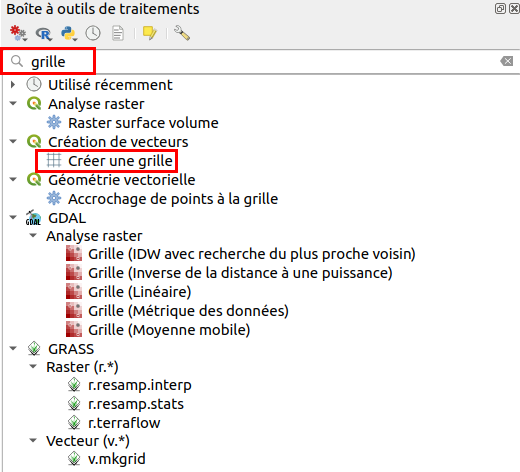 Boîte à outils de traitements
grille
Utilisé récemment
Analyse raster
Raster surface volume
Création de vecteurs
Créer une grille
Géométrie vectorielle
Accrochage de points à la grille
GDAL
Analyse raster
Grille (IDW avec recherche du plus proche voisin)
Grille (Inverse de la distance à une puissance)
Grille (Linéaire)
Grille (Métrique des données)
Grille (Moyenne mobile)
GRASS
Raster (r.*)
r.resamp.interp
r.resamp.stats
r.terraflow
Vecteur (v.*)
v.mkgrid